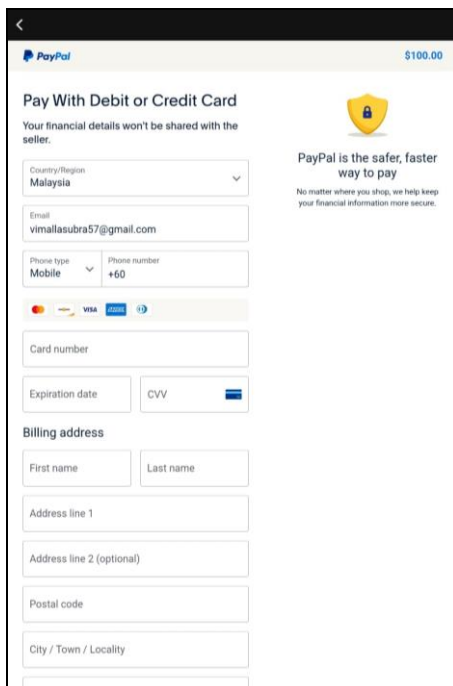 PayPal
$100.00
Pay With Debit or Credit Card
Your financial details won't be shared with the
seller.
Country/Region
Malaysia
Email
vimallasubra57@gmail.com
Phone type
Mobile
Phone number
+60
VISA
Card number
Expiration date
CVV
Billing address
First name
Last name
Address line 1
Address line 2 (optional)
Postal code
City / Town / Locality
PayPal is the safer, faster
way to pay
No matter where you shop, we help keep
your financial information more secure.